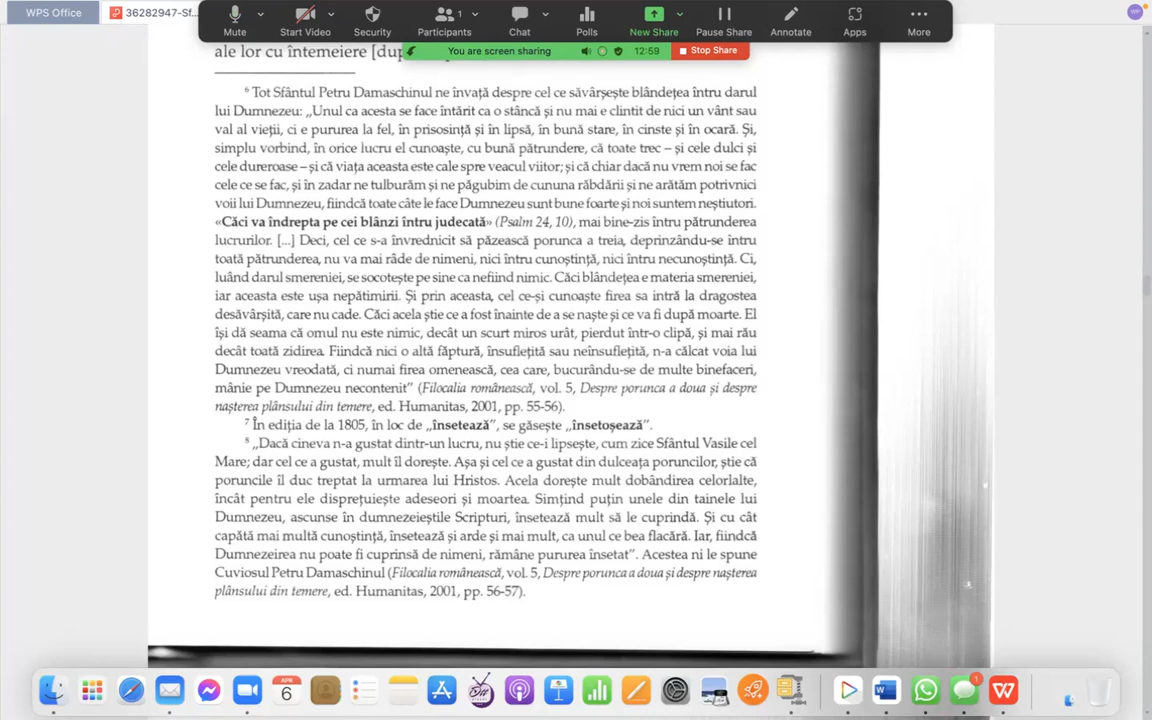 WPS Office
36282947-Sf...
Mute
Start Video
Security
Participants
1
Chat
Polls
New Share
Pause Share
Annotate
Apps
More
You are screen sharing
12:59
Stop Share
ale lor cu întemeiere
⁶ Tot Sfântul Petru Damaschinul ne învață despre cel ce săvârșește blândețea întru darul
lui Dumnezeu: „Unul ca acesta se face întărit ca o stâncă și nu mai e clintit de nici un vânt sau
val al vieții, ci e pururea la fel, în prisosință și în lipsă, în bună stare, în cinste și în ocară. Și,
simplu vorbind, în orice lucru el cunoaște, cu bună pătrundere, că toate trec – și cele dulci și
cele dureroase – și că viața aceasta este cale spre veacul viitor; și că chiar dacă nu vrem noi se fac
cele ce se fac, și în zadar ne tulburăm și ne păgubim de cununa răbdării și ne arătăm potrivnici
voii lui Dumnezeu, fiindcă toate câte le face Dumnezeu sunt bune foarte și noi suntem neștiutori.
«Căci va îndrepta pe cei blânzi întru judecată» (Psalm 24, 10), mai bine-zis întru pătrunderea
lucrurilor. [...] Deci, cel ce s-a învrednicit să păzească porunca a treia, deprinzându-se întru
toată pătrunderea, nu va mai râde de nimeni, nici întru cunoștință, nici întru necunoștință. Ci,
luând darul smereniei, se socotește pe sine ca nefiind nimic. Căci blândețea e materia smereniei,
iar aceasta este ușa nepătimirii. Și prin aceasta, cel ce-și cunoaște firea sa intră la dragostea
desăvârșită, care nu cade. Căci acela știe ce a fost înainte de a se naște și ce va fi după moarte. El
își dă seama că omul nu este nimic, decât un scurt miros urât, pierdut într-o clipă, și mai rău
decât toată zidirea. Fiindcă nici o altă făptură, însuflețită sau neînsuflețită, n-a călcat voia lui
Dumnezeu vreodată, ci numai firea omenească, cea care, bucurându-se de multe binefaceri,
mânie pe Dumnezeu necontenit” (Filocalia românească, vol. 5, Despre porunca a doua și despre
nașterea plânsului din temere, ed. Humanitas, 2001, pp. 55-56).
⁷ În ediția de la 1805, în loc de „însetează”, se găsește „însetoșează”.
⁸ „Dacă cineva n-a gustat dintr-un lucru, nu știe ce-i lipsește, cum zice Sfântul Vasile cel
Mare; dar cel ce a gustat, mult îl dorește. Așa și cel ce a gustat din dulceața poruncilor, știe că
poruncile îl duc treptat la urmarea lui Hristos. Acela dorește mult dobândirea celorlalte,
încât pentru ele disprețuiește adeseori și moartea. Simțind puțin unele din tainele lui
Dumnezeu, ascunse în dumnezeieștile Scripturi, însetează mult să le cuprindă. Și cu cât
capătă mai multă cunoștință, însetează și arde și mai mult, ca unul ce bea flacără. Iar, fiindcă
Dumnezeirea nu poate fi cuprinsă de nimeni, rămâne pururea însetat”. Acestea ni le spune
Cuviosul Petru Damaschinul (Filocalia românească, vol. 5, Despre porunca a doua și despre nașterea
plânsului din temere, ed. Humanitas, 2001, pp. 56-57).
APR
6
1